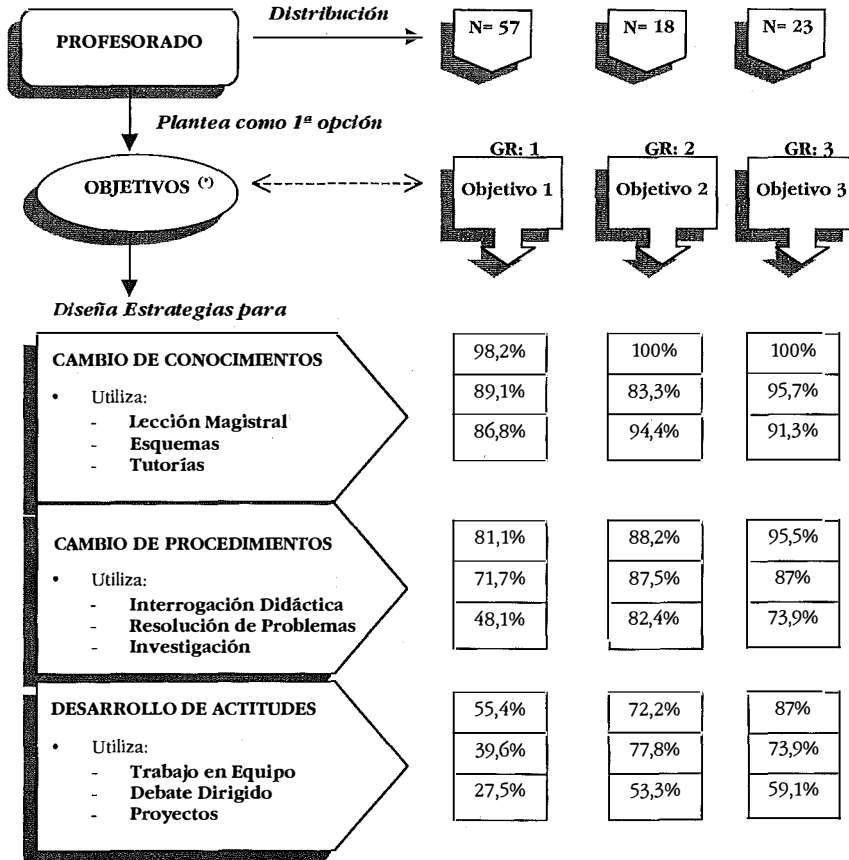 PROFESORADO
Distribución
N= 57
N= 18
N= 23
Plantea como 1ª opción
OBJETIVOS (*)
GR: 1
GR: 2
GR: 3
Objetivo 1
Objetivo 2
Objetivo 3
Diseña Estrategias para
CAMBIO DE CONOCIMIENTOS
• Utiliza:
- Lección Magistral
- Esquemas
- Tutorías
98,2% 100% 100%
89,1% 83,3% 95,7%
86,8% 94,4% 91,3%
CAMBIO DE PROCEDIMIENTOS
• Utiliza:
- Interrogación Didáctica
- Resolución de Problemas
- Investigación
81,1% 88,2% 95,5%
71,7% 87,5% 87%
48,1% 82,4% 73,9%
DESARROLLO DE ACTITUDES
• Utiliza:
- Trabajo en Equipo
- Debate Dirigido
- Proyectos
55,4% 72,2% 87%
39,6% 77,8% 73,9%
27,5% 53,3% 59,1%